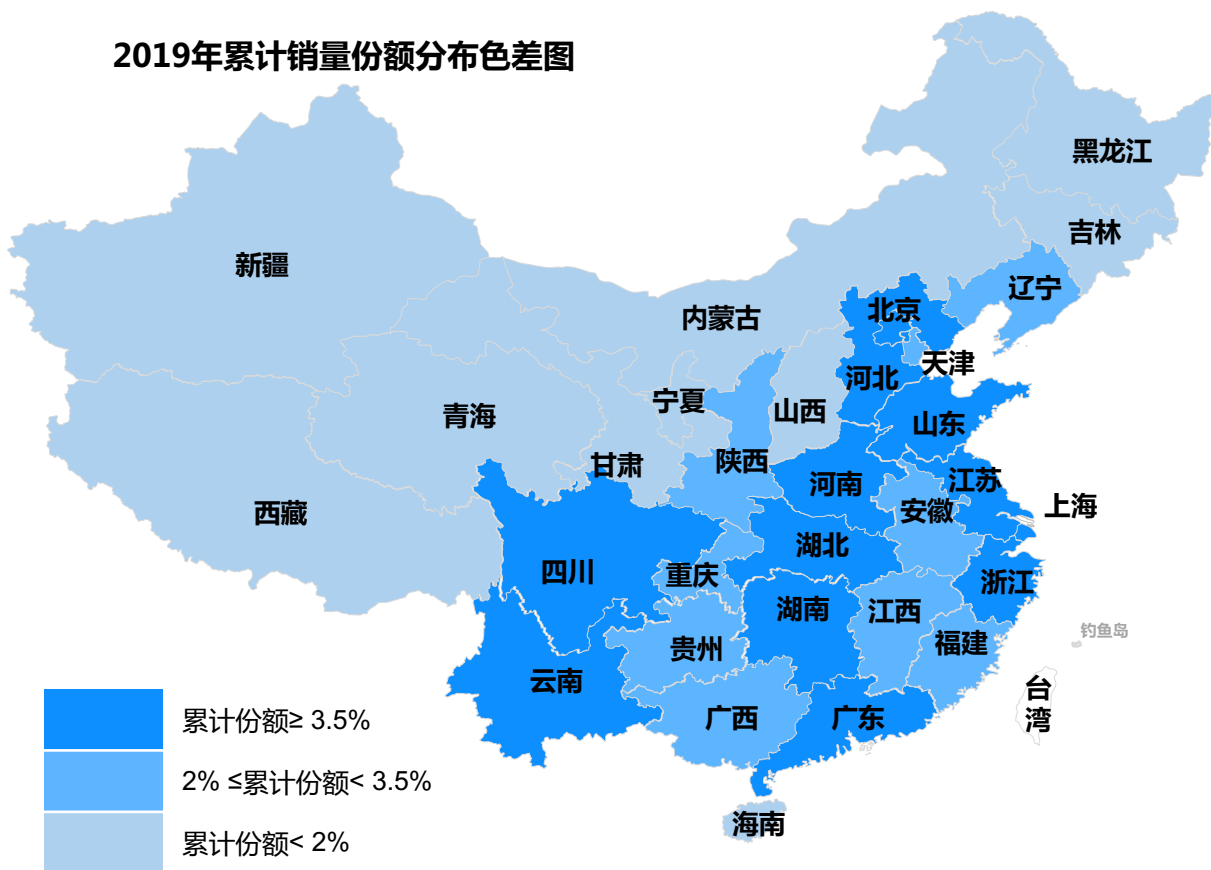 2019年累计销量份额分布色差图
黑龙江
吉林
新疆
辽宁
北京
内蒙古
天津
河北
宁夏
青海
山西
山东
甘肃
陕西
河南
江苏
西藏
安徽
上海
湖北
四川
重庆
浙江
湖南
江西
钓鱼岛
贵州
福建
云南
台
湾
广西
广东
累计份额≥ 3.5%
2% ≤累计份额< 3.5%
海南
累计份额< 2%